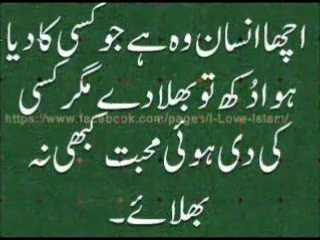 اچھا انسان وہ ہے جو کسی کا دیا
ہوا دُکھ تو بھلا دے مگر کسی
https://www.facebook.com/pages/I-Love-Islam/
کی دی ہوئی محبت کبھی نہ
بھلائے۔